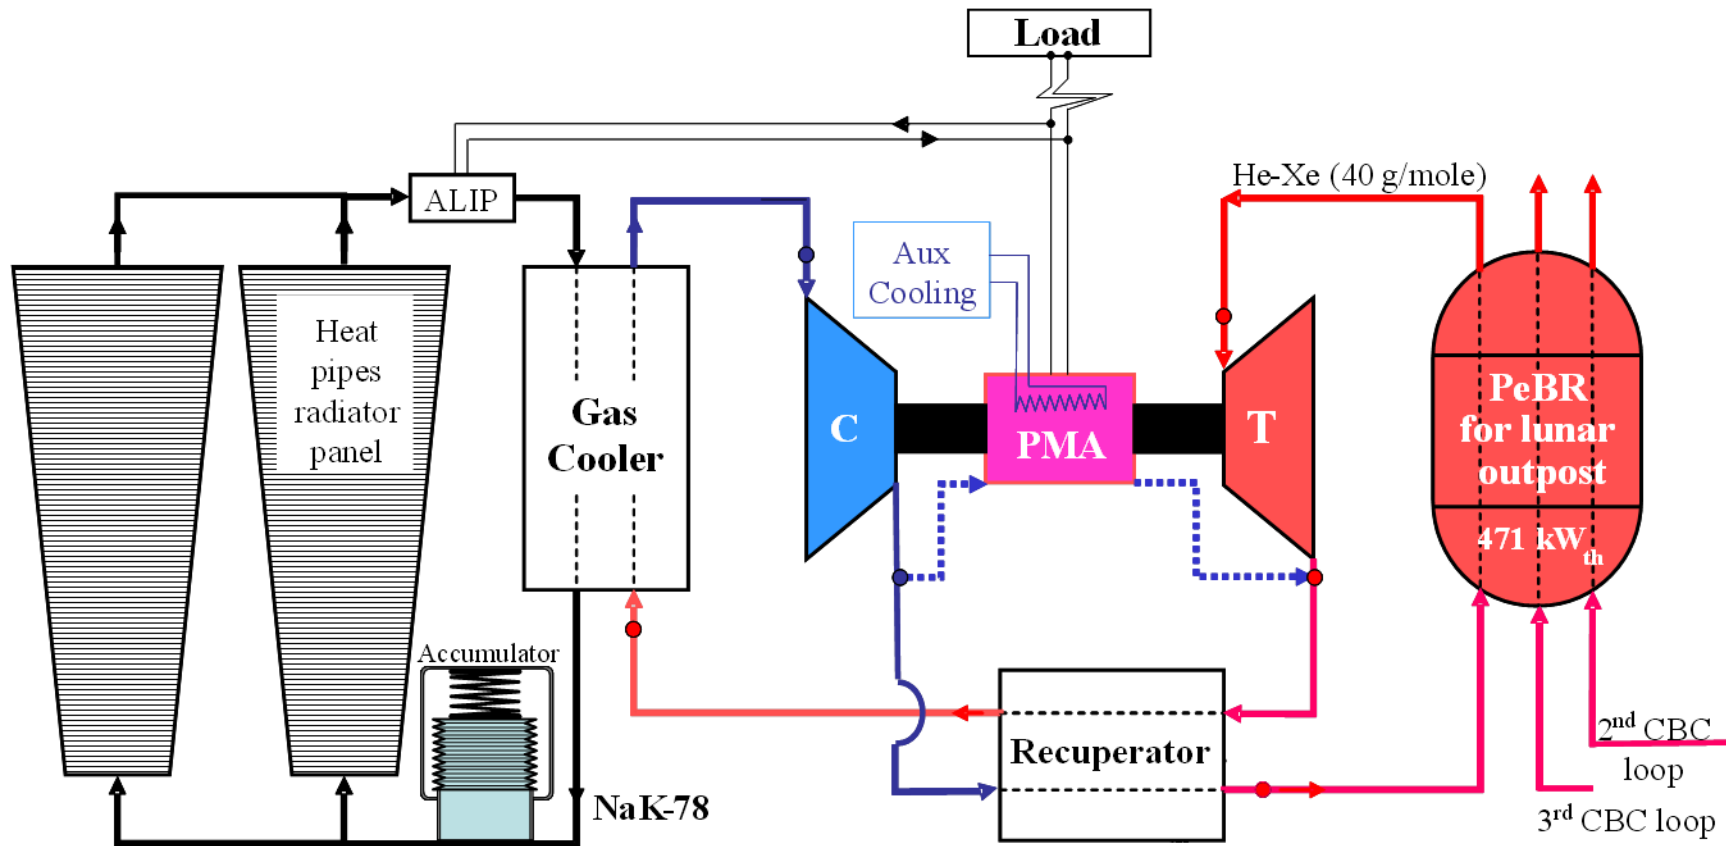 Load
He-Xe (40 g/mole)
ALIP
Aux
Cooling
Heat
pipes
radiator
panel
Gas
Cooler
C
PMA
T
PeBR
for lunar
outpost
471 kWth
Accumulator
NaK-78
Recuperator
2nd CBC
loop
3rd CBC loop